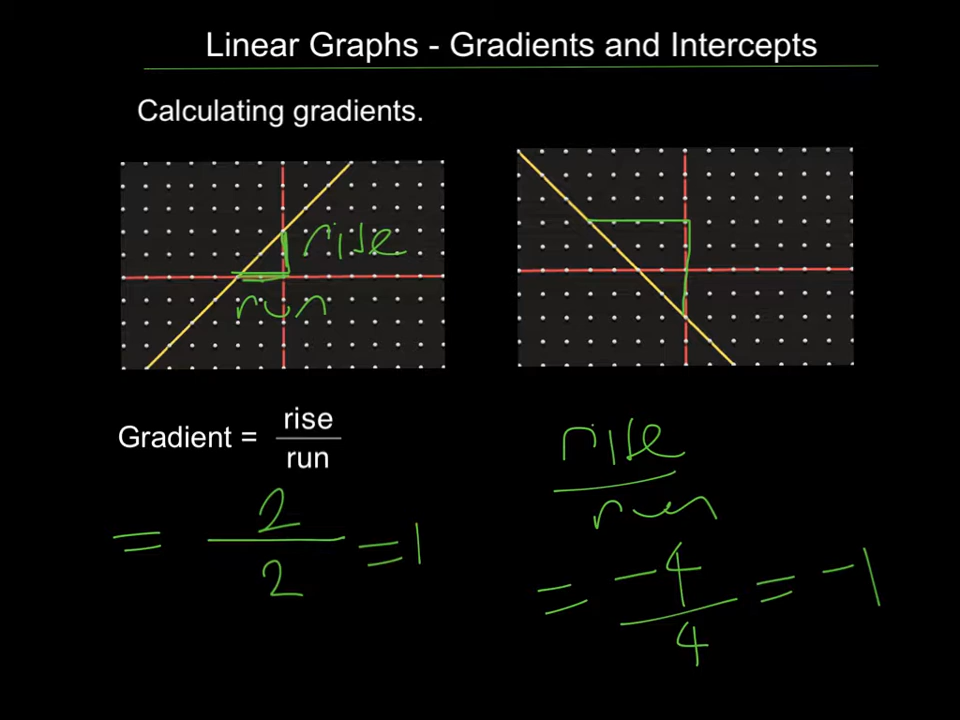 Linear Graphs - Gradients and Intercepts
Calculating gradients.
rise
run
Gradient = rise
run
= 2
2
= 1
rise
run
= -4
4
= -1